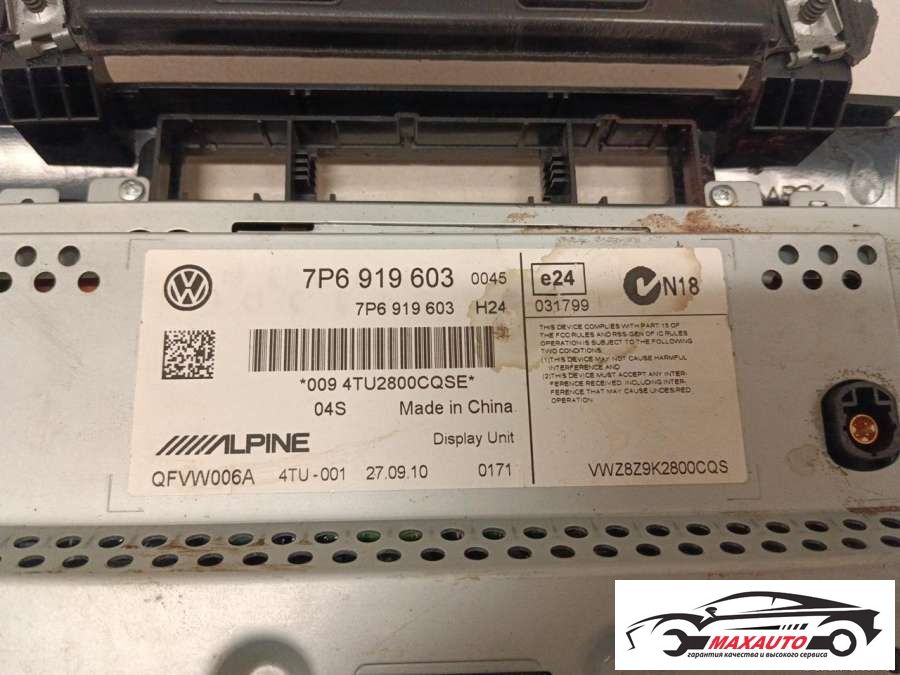 7P6 919 603 0045
7P6 919 603 H24
*009 4TU2800CQSE*
04S Made in China
ALPINE Display Unit
QFVW006A 4TU-001 27.09.10 0171
e24
031799
N18
THIS DEVICE COMPLIES WITH PART 15 OF
THE FCC RULES AND RSS-GEN OF IC RULES
OPERATION IS SUBJECT TO THE FOLLOWING
TWO CONDITIONS.
(1)THIS DEVICE MAY NOT CAUSE HARMFUL
INTERFERENCE AND
(2)THIS DEVICE MUST ACCEPT ANY INTER-
FERENCE RECEIVED, INCLUDING INTER-
FERENCE THAT MAY CAUSE UNDESIRED
OPERATION
VWZ8Z9K2800CQS
MAXAUTO
гарантия качества и высокого сервиса